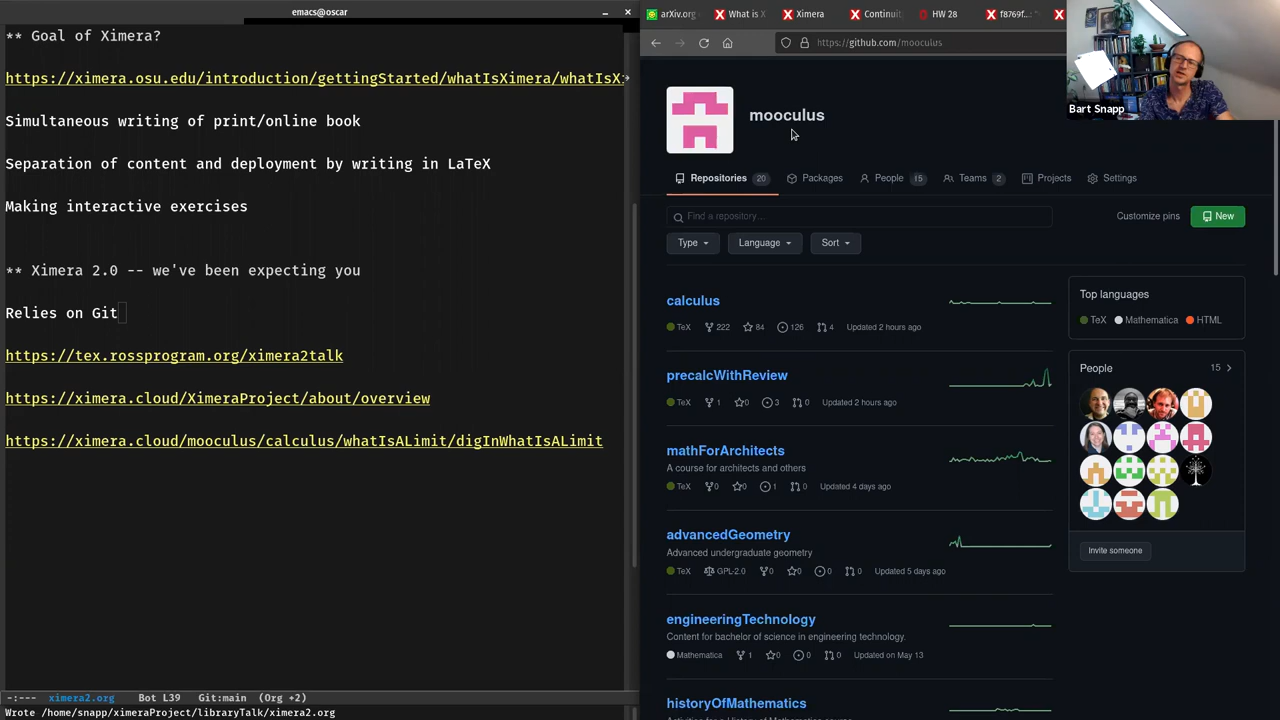 emacs@oscar
** Goal of Ximera?
https://ximera.osu.edu/introduction/gettingStarted/whatIsXimera/whatIsX
Simultaneous writing of print/online book
Separation of content and deployment by writing in LaTeX
Making interactive exercises
** Ximera 2.0 -- we've been expecting you
Relies on Git
https://tex.rossprogram.org/ximera2talk
https://ximera.cloud/XimeraProject/about/overview
https://ximera.cloud/mooculus/calculus/whatIsALimit/digInWhatIsALimit
-:--- ximera2.org Bot L39 Git:main (Org +2)
Wrote /home/snapp/ximeraProject/libraryTalk/ximera2.org
arXiv.org What is X Ximera Continuit HW 28 f8769f..: "
https://github.com/mooculus
Bart Snapp
mooculus
Repositories 20 Packages People 15 Teams 2 Projects Settings
Find a repository... Customize pins New
Type Language Sort
calculus
TeX 222 84 126 4 Updated 2 hours ago
precalcWithReview
TeX 1 0 3 0 Updated 2 hours ago
mathForArchitects
A course for architects and others
TeX 0 0 1 0 Updated 4 days ago
advancedGeometry
Advanced undergraduate geometry
TeX GPL-2.0 0 0 0 0 Updated 5 days ago
engineeringTechnology
Content for bachelor of science in engineering technology.
Mathematica 1 0 0 0 Updated on May 13
historyOfMathematics
Top languages
TeX Mathematica HTML
People 15
Invite someone